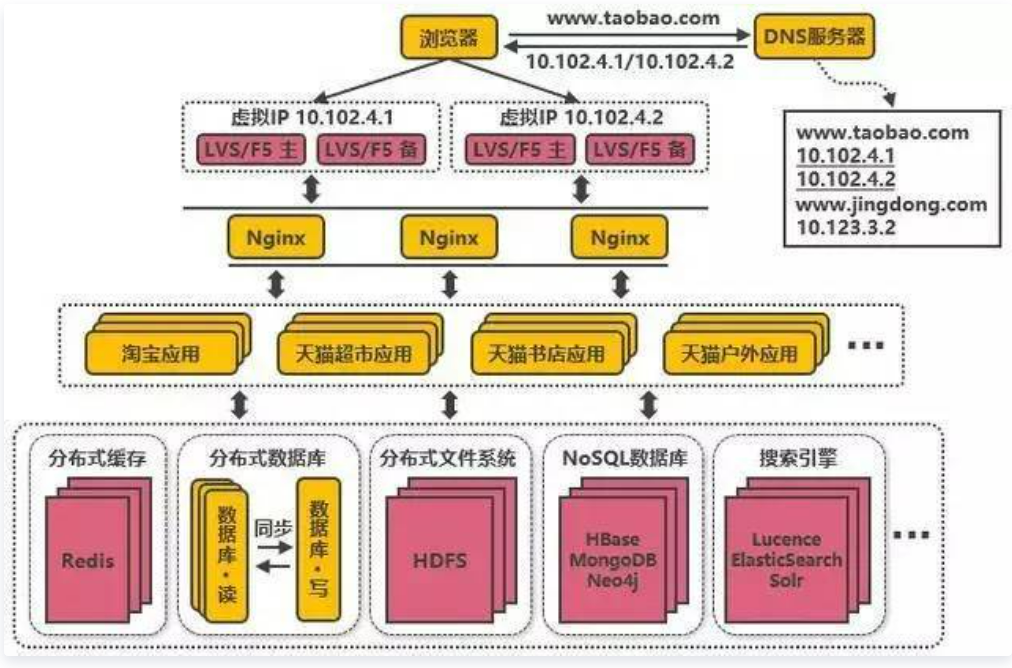 浏览器
www.taobao.com
DNS服务器
10.102.4.1/10.102.4.2
虚拟IP 10.102.4.1
LVS/F5 主
LVS/F5 备
虚拟IP 10.102.4.2
LVS/F5 主
LVS/F5 备
www.taobao.com
10.102.4.1
10.102.4.2
www.jingdong.com
10.123.3.2
Nginx
Nginx
Nginx
淘宝应用
天猫超市应用
天猫书店应用
天猫户外应用
分布式缓存
Redis
分布式数据库
数据库·读
同步
数据库·写
分布式文件系统
HDFS
NoSQL数据库
HBase
MongoDB
Neo4j
搜索引擎
Lucence
ElasticSearch
Solr